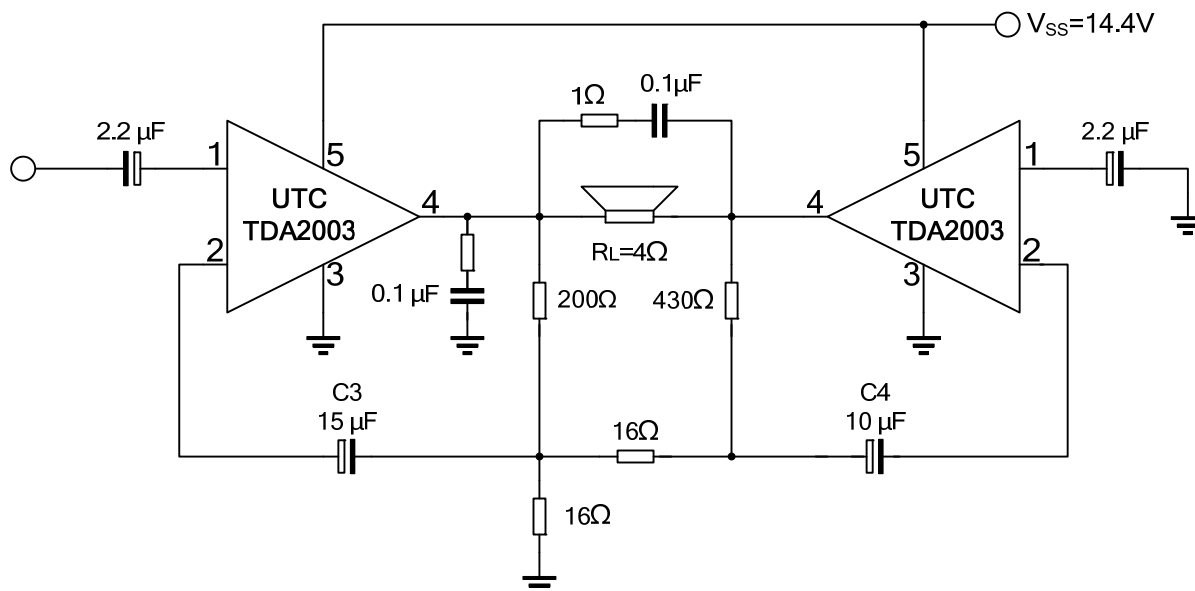 VSS=14.4V
0.1µF
1Ω
2.2 µF
2.2 µF
1
5
5
1
UTC
TDA2003
4
4
UTC
TDA2003
2
3
RL=4Ω
3
2
0.1 µF
200Ω
430Ω
C3
15 µF
16Ω
C4
10 µF
16Ω